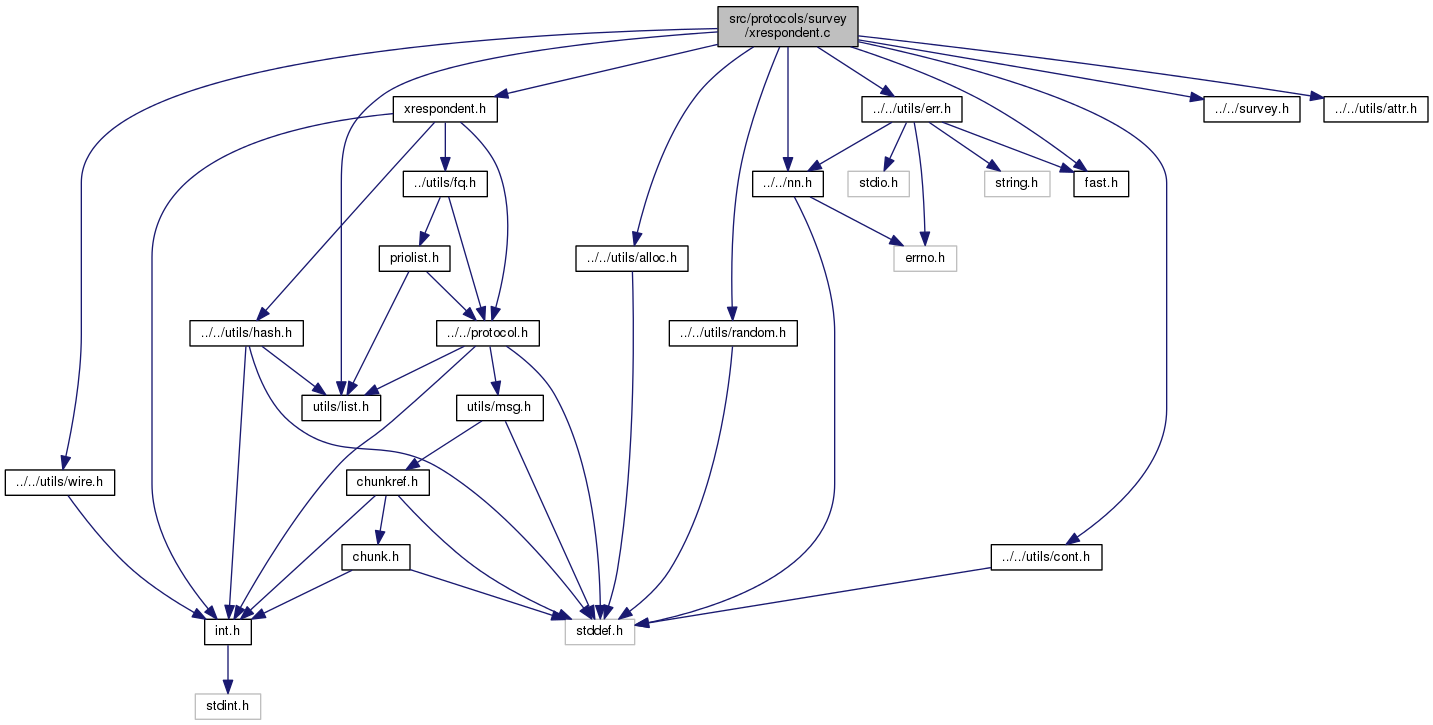 src/protocols/survey
/xrespondent.c
xrespondent.h
../../utils/err.h
../../survey.h
../../utils/attr.h
../utils/fq.h
../../nn.h
stdio.h
string.h
fast.h
priolist.h
../../utils/alloc.h
errno.h
../../utils/hash.h
../../protocol.h
../../utils/random.h
utils/list.h
utils/msg.h
../../utils/wire.h
chunkref.h
chunk.h
../../utils/cont.h
int.h
stddef.h
stdint.h